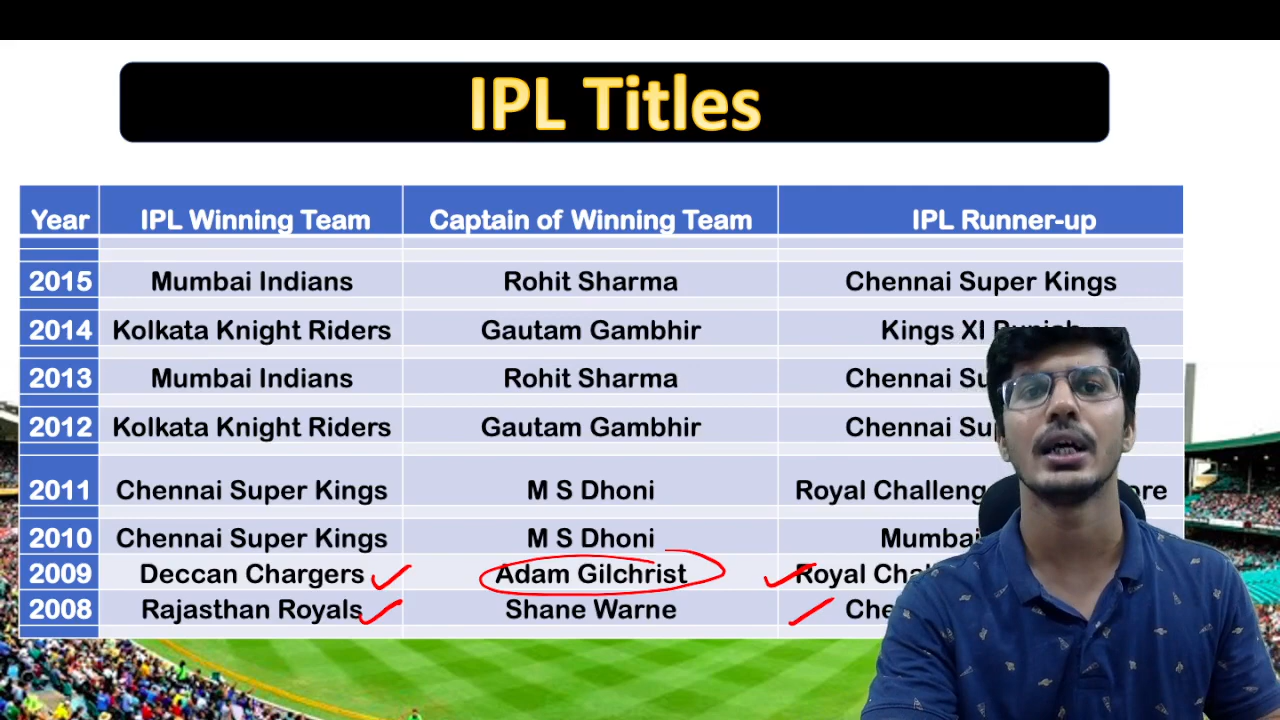 IPL Titles
Year IPL Winning Team Captain of Winning Team IPL Runner-up
2015 Mumbai Indians Rohit Sharma Chennai Super Kings
2014 Kolkata Knight Riders Gautam Gambhir Kings XI
2013 Mumbai Indians Rohit Sharma Chennai
2012 Kolkata Knight Riders Gautam Gambhir Chennai
2011 Chennai Super Kings M S Dhoni Royal
2010 Chennai Super Kings M S Dhoni Mumbai
2009 Deccan Chargers Adam Gilchrist Royal
2008 Rajasthan Royals Shane Warne